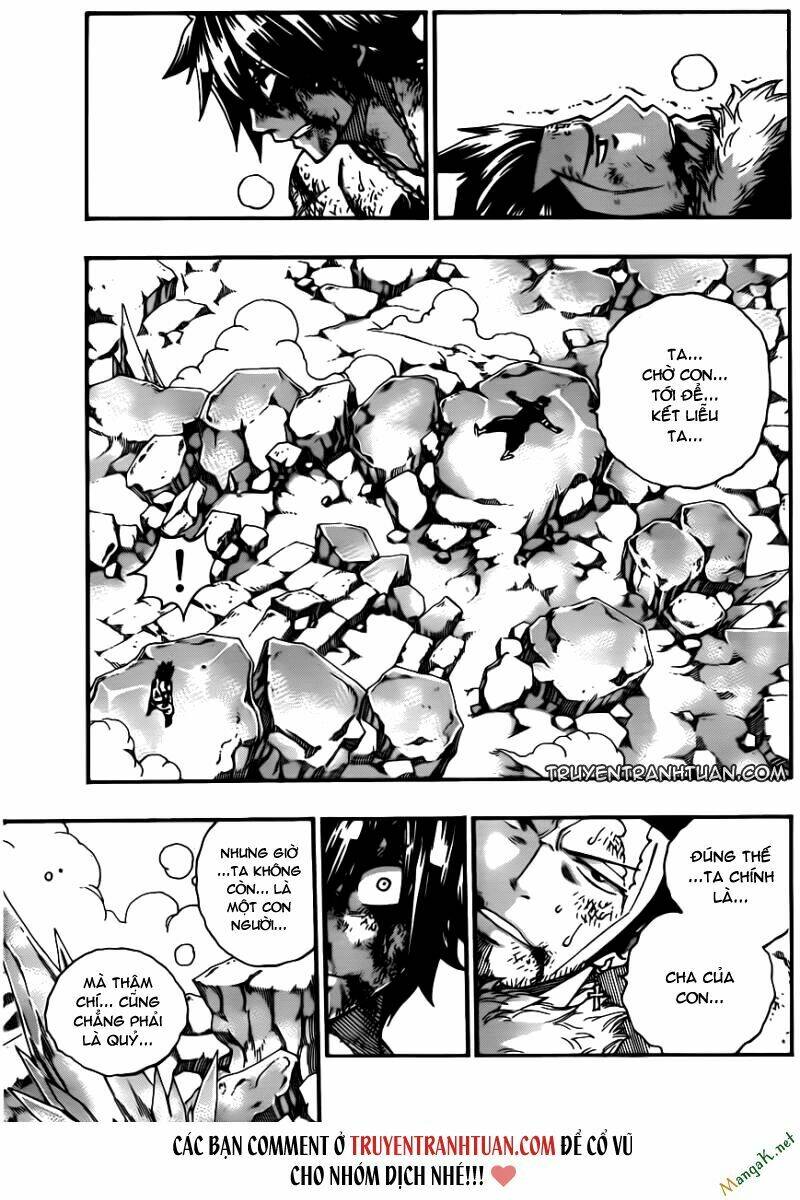 TA...
CHỜ CON...
TỚI ĐỂ...
KẾT LIỄU
TA...
!
TRUYENTRANHTUAN.COM
ĐÚNG THẾ
...TA CHÍNH
LÀ...
CHA CỦA
CON...
NHƯNG GIỜ
...TA KHÔNG
CÒN... LÀ
MỘT CON
NGƯỜI...
MÀ THẬM
CHÍ... CŨNG
CHẲNG PHẢI
LÀ QUỶ...
CÁC BẠN COMMENT Ở TRUYENTRANHTUAN.COM ĐỂ CỔ VŨ
CHO NHÓM DỊCH NHÉ!!! ❤
MangaK.net